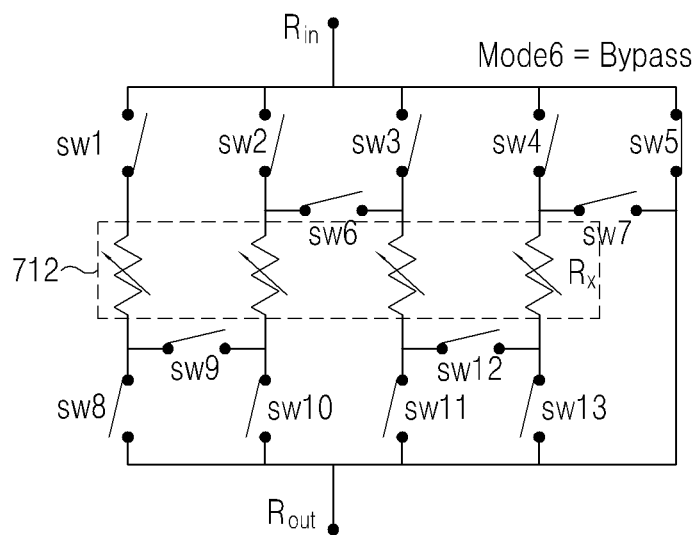 R_in
Mode6 = Bypass
sw1
sw2
sw3
sw4
sw5
sw6
sw7
712
R_x
sw9
sw12
sw8
sw10
sw11
sw13
R_out